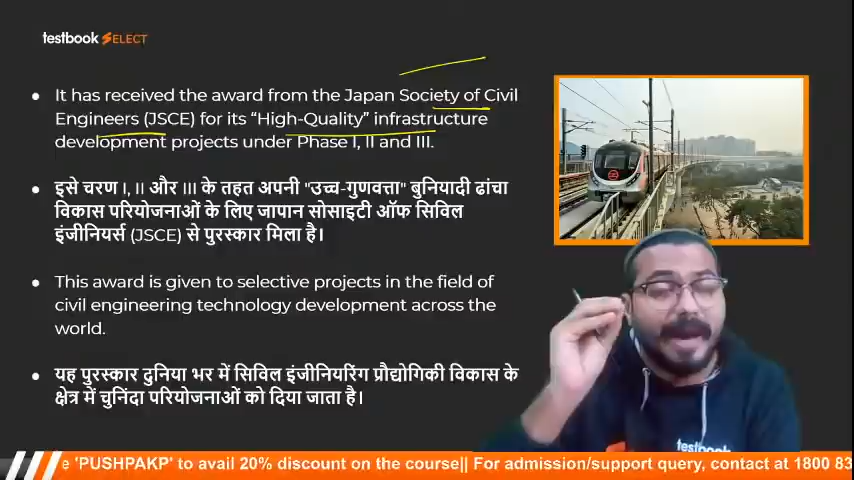 testbook SELECT
It has received the award from the Japan Society of Civil
Engineers (JSCE) for its “High-Quality” infrastructure
development projects under Phase I, II and III.
इसे चरण I, II और III के तहत अपनी "उच्च-गुणवत्ता" बुनियादी ढांचा
विकास परियोजनाओं के लिए जापान सोसाइटी ऑफ सिविल
इंजीनियर्स (JSCE) से पुरस्कार मिला है।
This award is given to selective projects in the field of
civil engineering technology development across the
world.
यह पुरस्कार दुनिया भर में सिविल इंजीनियरिंग प्रौद्योगिकी विकास के
क्षेत्र में चुनिंदा परियोजनाओं को दिया जाता है।
testbook
e 'PUSHPAKP' to avail 20% discount on the course|| For admission/support query, contact at 1800 83